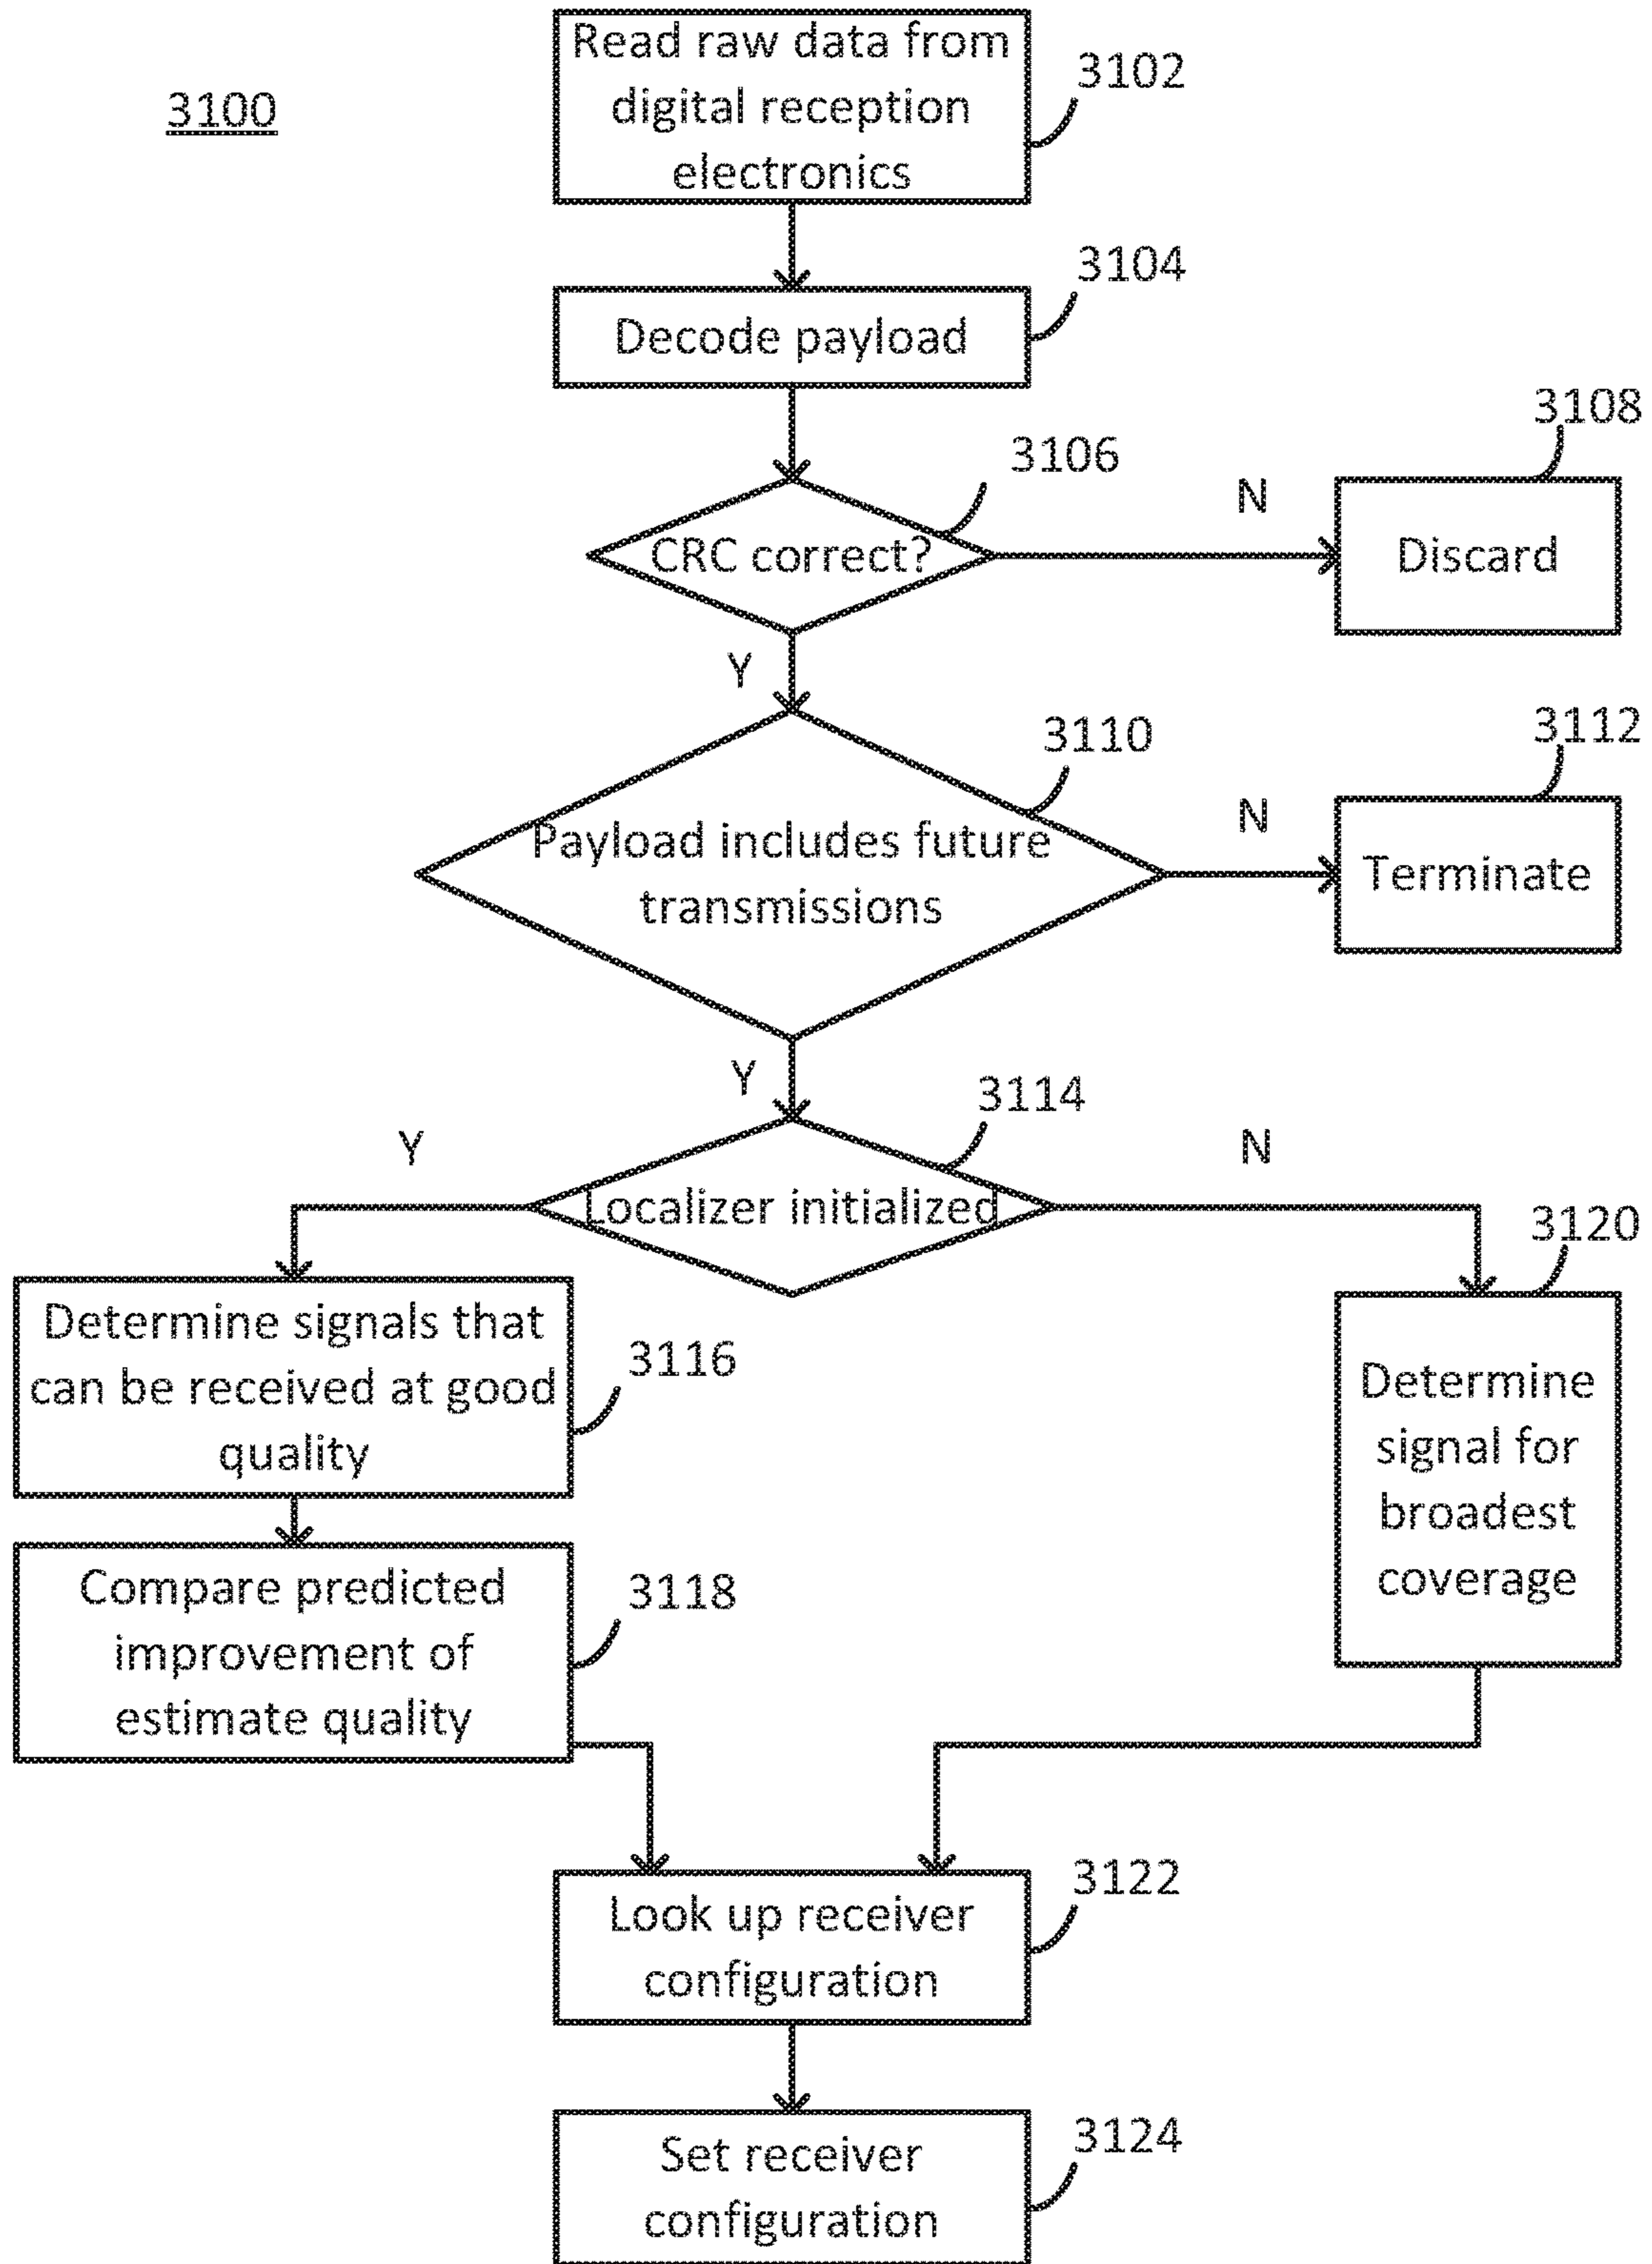 3100
Read raw data from
digital reception
electronics
3102
Decode payload
3104
CRC correct?
3106
N
Discard
3108
Y
Payload includes future
transmissions
3110
N
Terminate
3112
Y
Localizer initialized
3114
Y
N
Determine signals that
can be received at good
quality
3116
Compare predicted
improvement of
estimate quality
3118
Determine
signal for
broadest
coverage
3120
Look up receiver
configuration
3122
Set receiver
configuration
3124